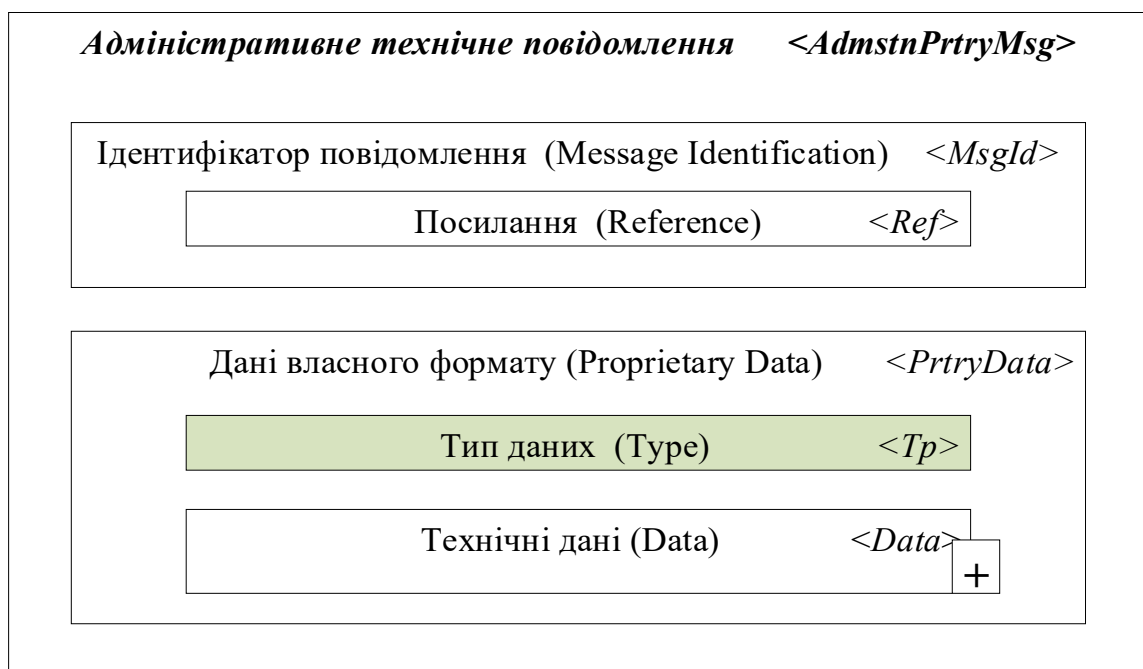 Адміністративне технічне повідомлення <AdmstnPrtryMsg>
Ідентифікатор повідомлення (Message Identification) <MsgId>
Посилання (Reference) <Ref>
Дані власного формату (Proprietary Data) <PrtryData>
Тип даних (Type) <Tp>
Технічні дані (Data) <Data>
+